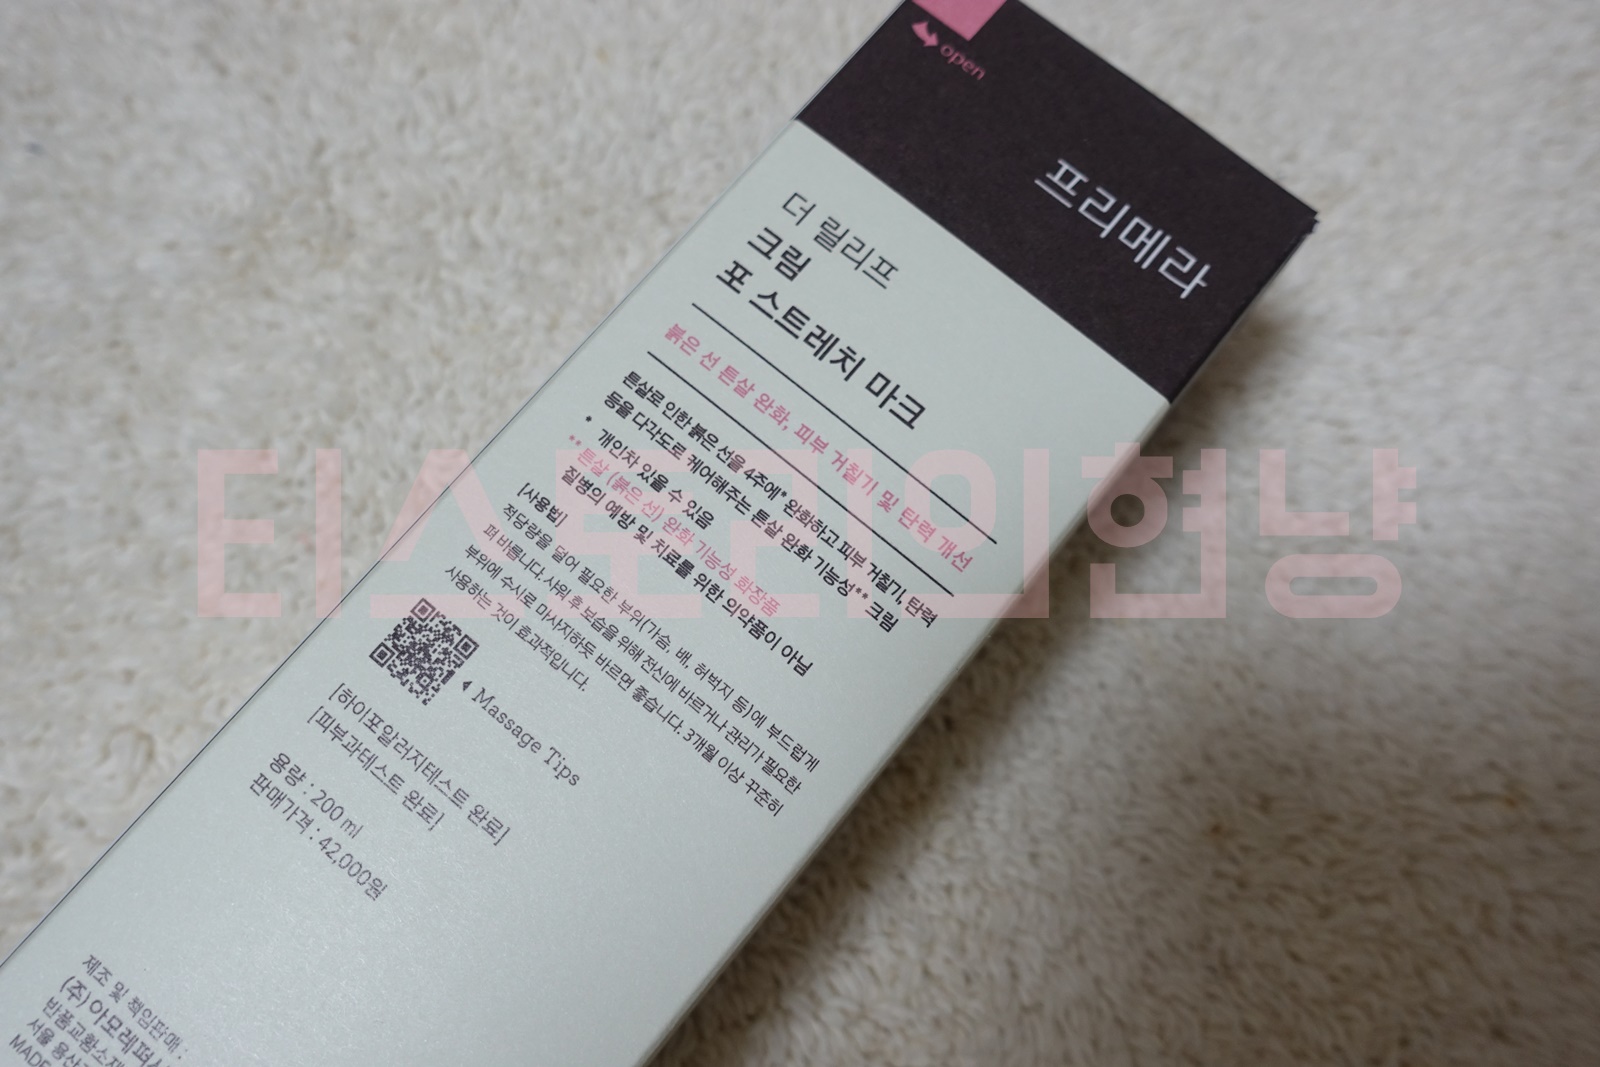 open
프리메라
더 릴리프
크림
포 스트레치 마크
붉은 선 튼살 완화, 피부 거칠기 및 탄력 개선
튼살로 인한 붉은 선을 4주에* 완화하고 피부 거칠기, 탄력
등을 다각도로 케어해주는 튼살 완화 기능성** 크림
* 개인차 있을 수 있음
** 튼살 (붉은 선) 완화 기능성 화장품
질병의 예방 및 치료를 위한 의약품이 아님
[사용법]
적당량을 덜어 필요한 부위(가슴, 배, 허벅지 등)에 부드럽게
펴 바릅니다. 샤워 후 보습을 위해 전신에 바르거나 관리가 필요한
부위에 수시로 마사지하듯 바르면 좋습니다. 3개월 이상 꾸준히
사용하는 것이 효과적입니다.
Massage Tips
[하이포알러지테스트 완료]
[피부과테스트 완료]
용량 : 200 ml
판매가격 : 42,000원
제조 및 책임판매 :
(주)아모레퍼시
반품교환소재
서울 용산
MADE
티스토리의현냥